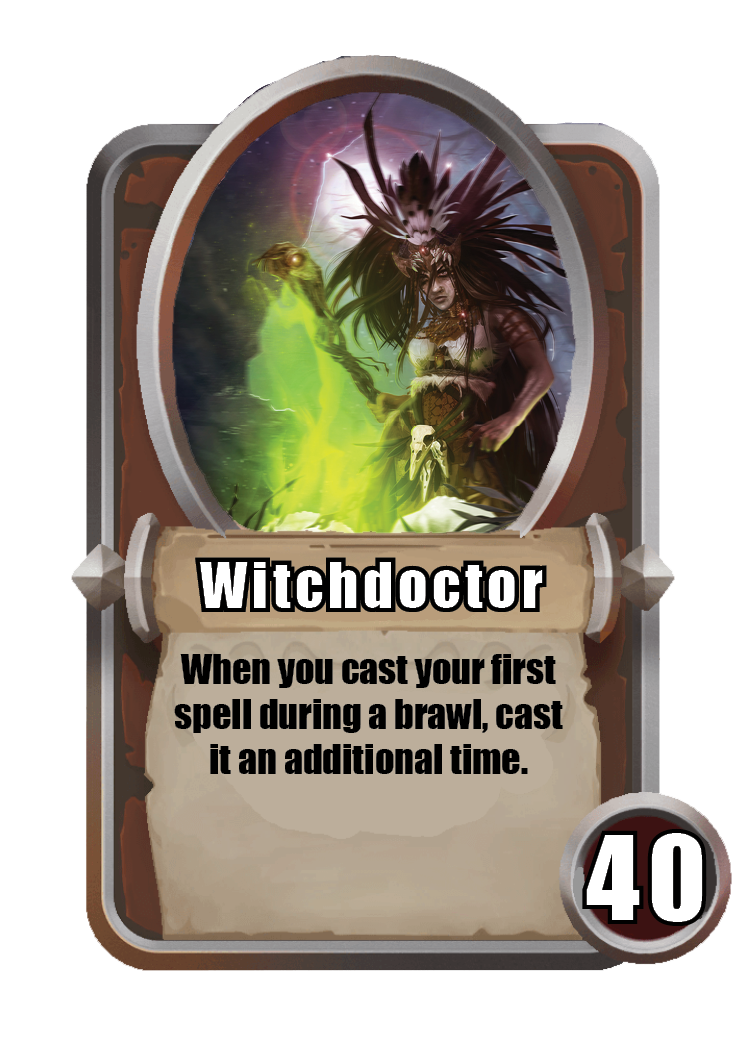 Witchdoctor
When you cast your first
spell during a brawl, cast
it an additional time.
40